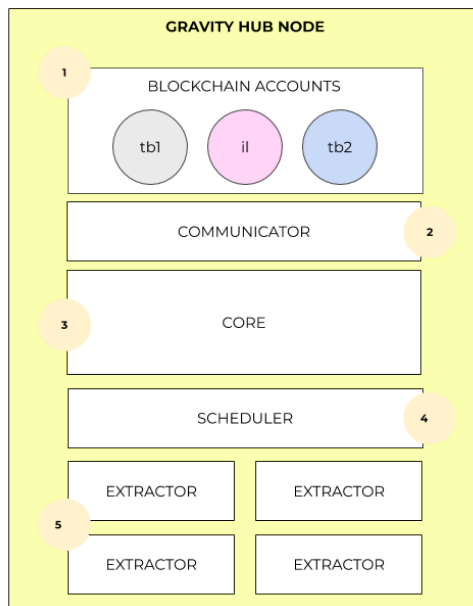 GRAVITY HUB NODE
1
BLOCKCHAIN ACCOUNTS
tb1 il tb2
COMMUNICATOR 2
3 CORE
SCHEDULER 4
EXTRACTOR EXTRACTOR
5
EXTRACTOR EXTRACTOR